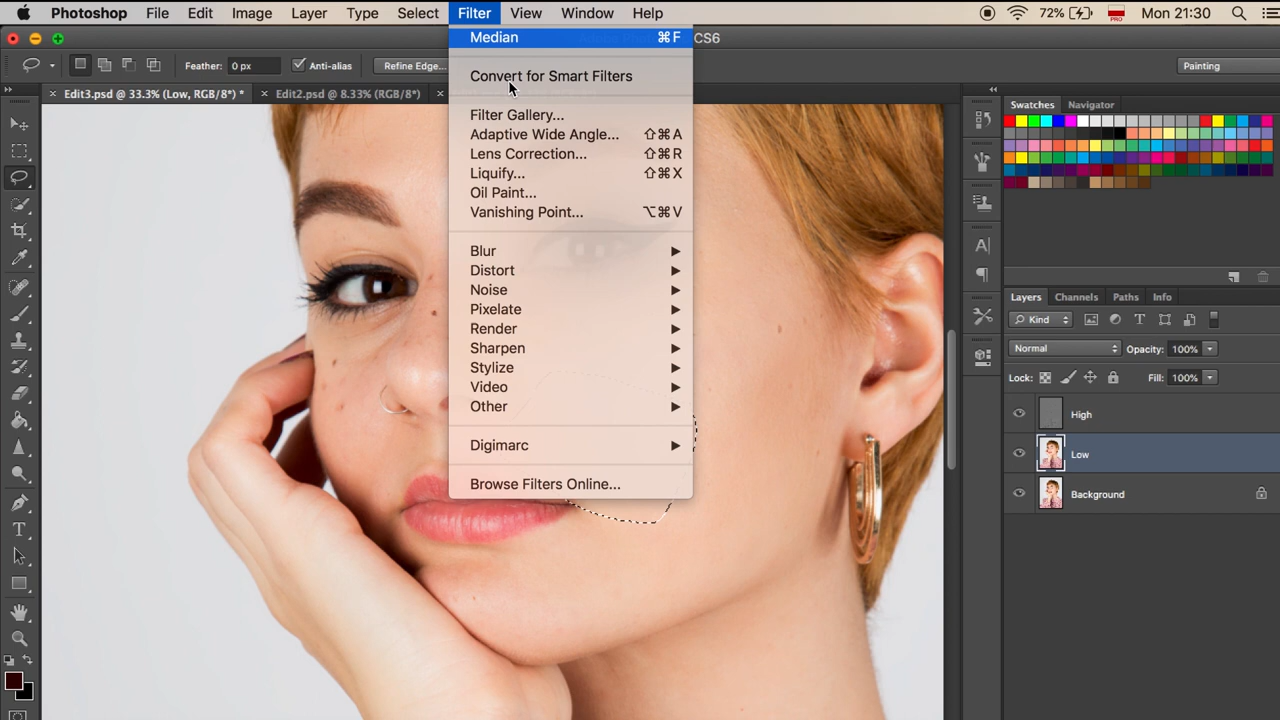 Photoshop File Edit Image Layer Type Select Filter View Window Help 72% Mon 21:30
CS6
Feather: 0 px Anti-alias Refine Edge... Painting
× Edit3.psd @ 33.3% (Low, RGB/8*) * × Edit2.psd @ 8.33% (RGB/8*) ×
Median ⌘F
Convert for Smart Filters
Filter Gallery...
Adaptive Wide Angle... ⇧⌘A
Lens Correction... ⇧⌘R
Liquify... ⇧⌘X
Oil Paint...
Vanishing Point... ⌥⌘V
Blur
Distort
Noise
Pixelate
Render
Sharpen
Stylize
Video
Other
Digimarc
Browse Filters Online...
Swatches Navigator
Layers Channels Paths Info
Kind
Normal Opacity: 100%
Lock: Fill: 100%
High
Low
Background